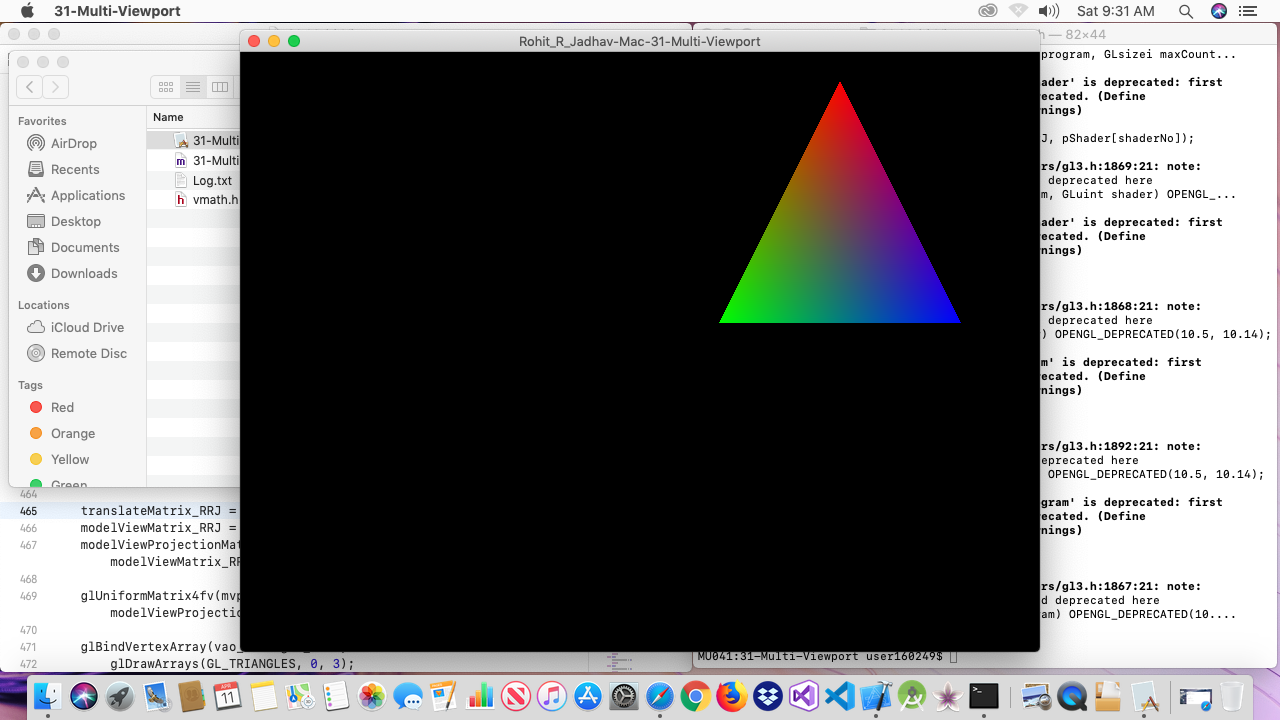 31-Multi-Viewport
Sat 9:31 AM
82×44
Rohit_R_Jadhav-Mac-31-Multi-Viewport
Favorites
AirDrop
Recents
Applications
Desktop
Documents
Downloads
Locations
iCloud Drive
Remote Disc
Tags
Red
Orange
Yellow
Green
Name
31-Multi
31-Multi
Log.txt
vmath.h
464
465 translateMatrix_RRJ =
466 modelViewMatrix_RRJ =
467 modelViewProjectionMat
modelViewMatrix_RR
468
469 glUniformMatrix4fv(mvp
modelViewProjectio
470
471 glBindVertexArray(vao_
472 glDrawArrays(GL_TRIANGLES, 0, 3);
program, GLsizei maxCount...
ader' is deprecated: first
ecated. (Define
rnings)
J, pShader[shaderNo]);
rs/gl3.h:1869:21: note:
deprecated here
m, GLuint shader) OPENGL_...
ader' is deprecated: first
ecated. (Define
rnings)
rs/gl3.h:1868:21: note:
deprecated here
) OPENGL_DEPRECATED(10.5, 10.14);
m' is deprecated: first
ecated. (Define
rnings)
rs/gl3.h:1892:21: note:
deprecated here
OPENGL_DEPRECATED(10.5, 10.14);
gram' is deprecated: first
ecated. (Define
rnings)
rs/gl3.h:1867:21: note:
d deprecated here
am) OPENGL_DEPRECATED(10....
MU041:31-Multi-Viewport user160249$
APR
11